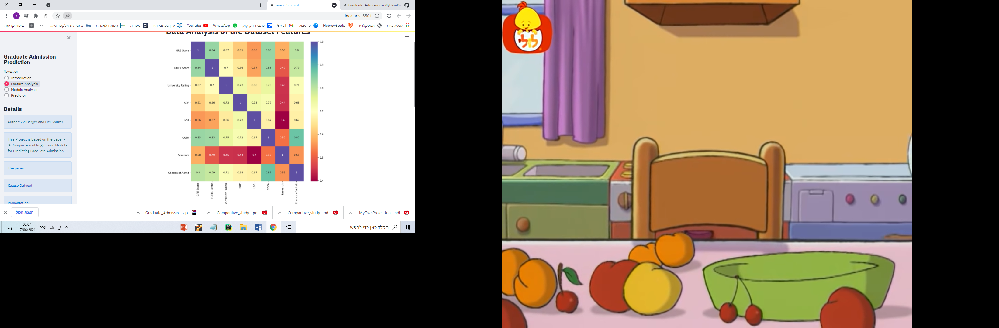 main · Streamlit
Graduate-Admissions/MyOwnPr
localhost:8501
אפליקציות
אספקלריה
HebrewBooks
פייסבוק
Gmail
כתבי הרק קוק
WhatsApp
YouTube
עיון בכתבי היד
ספריה
מפתח לאגדות
כתבי עת אלקטרוניי...
»
רשימת קריאה
Graduate Admission
Prediction
Navigation
Introduction
Feature Analysis
Models Analysis
Predictor
Details
Author: Zvi Berger and Liel Shuker
This Project is based on the paper -
'A Comparison of Regression Models
for Predicting Graduate Admission'
The paper
Kaggle Dataset
Presentation
Data Analysis of the Dataset Features
GRE Score 1 0.84 0.67 0.61 0.56 0.83 0.58 0.8
TOEFL Score 0.84 1 0.7 0.66 0.57 0.83 0.49 0.79
University Rating 0.67 0.7 1 0.73 0.66 0.75 0.45 0.71
SOP 0.61 0.66 0.73 1 0.73 0.72 0.44 0.68
LOR 0.56 0.57 0.66 0.73 1 0.67 0.4 0.67
CGPA 0.83 0.83 0.75 0.72 0.67 1 0.52 0.87
Research 0.58 0.49 0.45 0.44 0.4 0.52 1 0.55
Chance of Admit 0.8 0.79 0.71 0.68 0.67 0.87 0.55 1
GRE Score
TOEFL Score
niversity Rating
SOP
LOR
CGPA
Research
Chance of Admit
1.0
0.9
0.8
0.7
0.6
0.5
0.4
הצגת הכול
Graduate_Admissio....zip
Comparitive_study....pdf
Comparitive_study....pdf
MyOwnProjectJoh....pdf
הקלד כאן כדי לחפש
עבר
00:07
17/06/2021
לולי